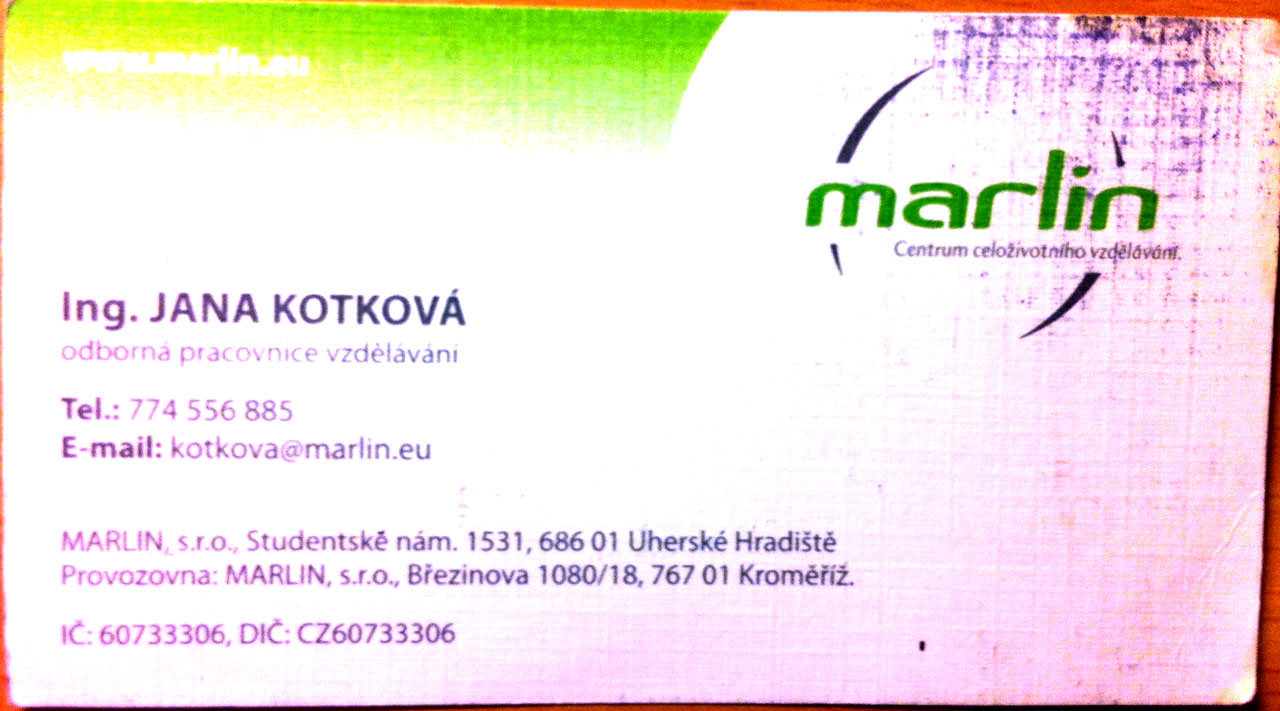 www.marlin.eu
marlin
Centrum celoživotního vzdělávání.
Ing. JANA KOTKOVÁ
odborná pracovnice vzdělávání
Tel.: 774 556 885
E-mail: kotkova@marlin.eu
MARLIN, s.r.o., Studentské nám. 1531, 686 01 Uherské Hradiště
Provozovna: MARLIN, s.r.o., Březinova 1080/18, 767 01 Kroměříž.
IČ: 60733306, DIČ: CZ60733306